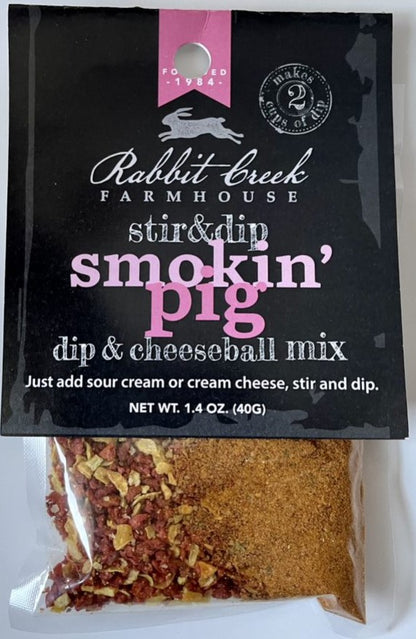 FOUNDED
-1984-
makes
2
cups of dip
Rabbit Creek
FARMHOUSE
stir&dip
smokin'
pig
dip & cheeseball mix
Just add sour cream or cream cheese, stir and dip.
NET WT. 1.4 OZ. (40G)